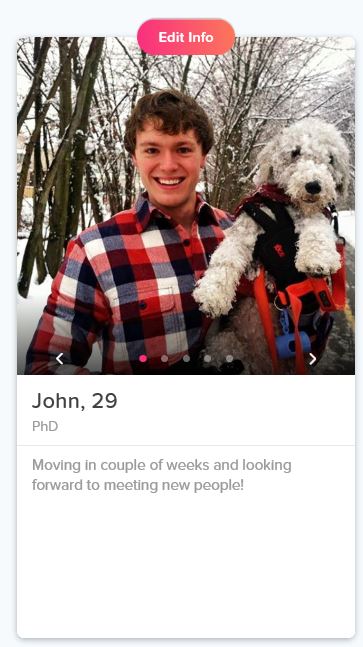 Edit Info
John, 29
PhD
Moving in couple of weeks and looking
forward to meeting new people!